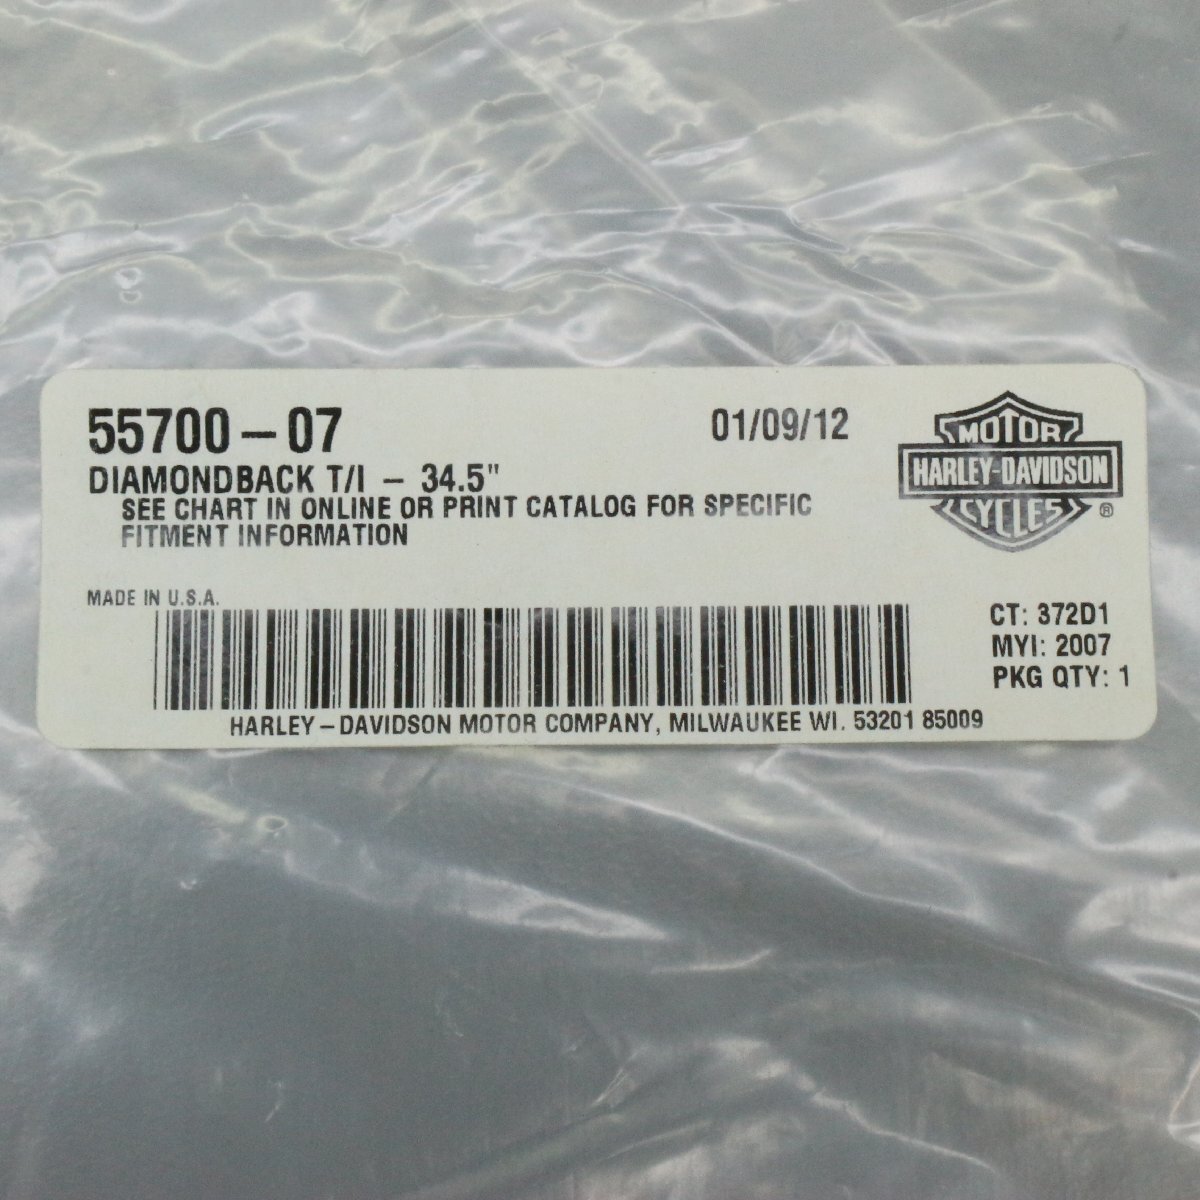 55700-07
01/09/12
DIAMONDBACK T/I - 34.5"
SEE CHART IN ONLINE OR PRINT CATALOG FOR SPECIFIC
FITMENT INFORMATION
MOTOR
HARLEY-DAVIDSON
CYCLES ®
MADE IN U.S.A.
CT: 372D1
MYI: 2007
PKG QTY: 1
HARLEY-DAVIDSON MOTOR COMPANY, MILWAUKEE WI. 53201 85009